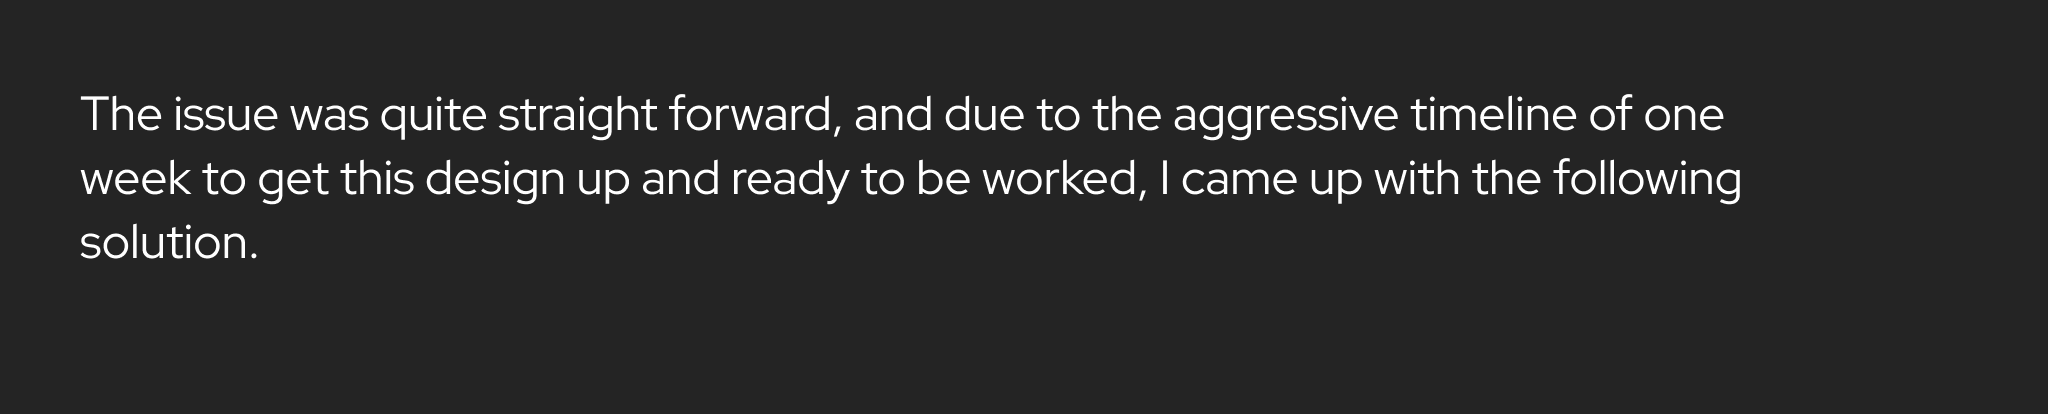 The issue was quite straight forward, and due to the aggressive timeline of one
week to get this design up and ready to be worked, I came up with the following
solution.